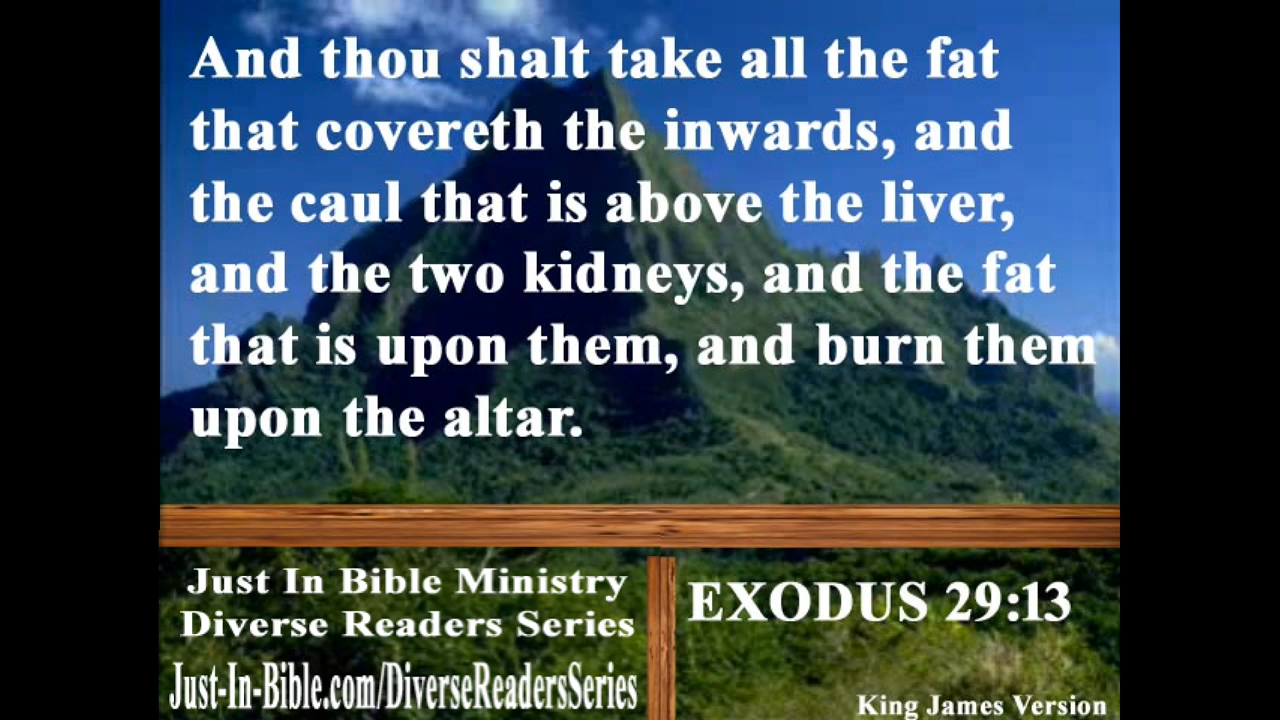 And thou shalt take all the fat
that covereth the inwards, and
the caul that is above the liver,
and the two kidneys, and the fat
that is upon them, and burn them
upon the altar.
Just In Bible Ministry
Diverse Readers Series
Just-In-Bible.com/DiverseReadersSeries
EXODUS 29:13
King James Version